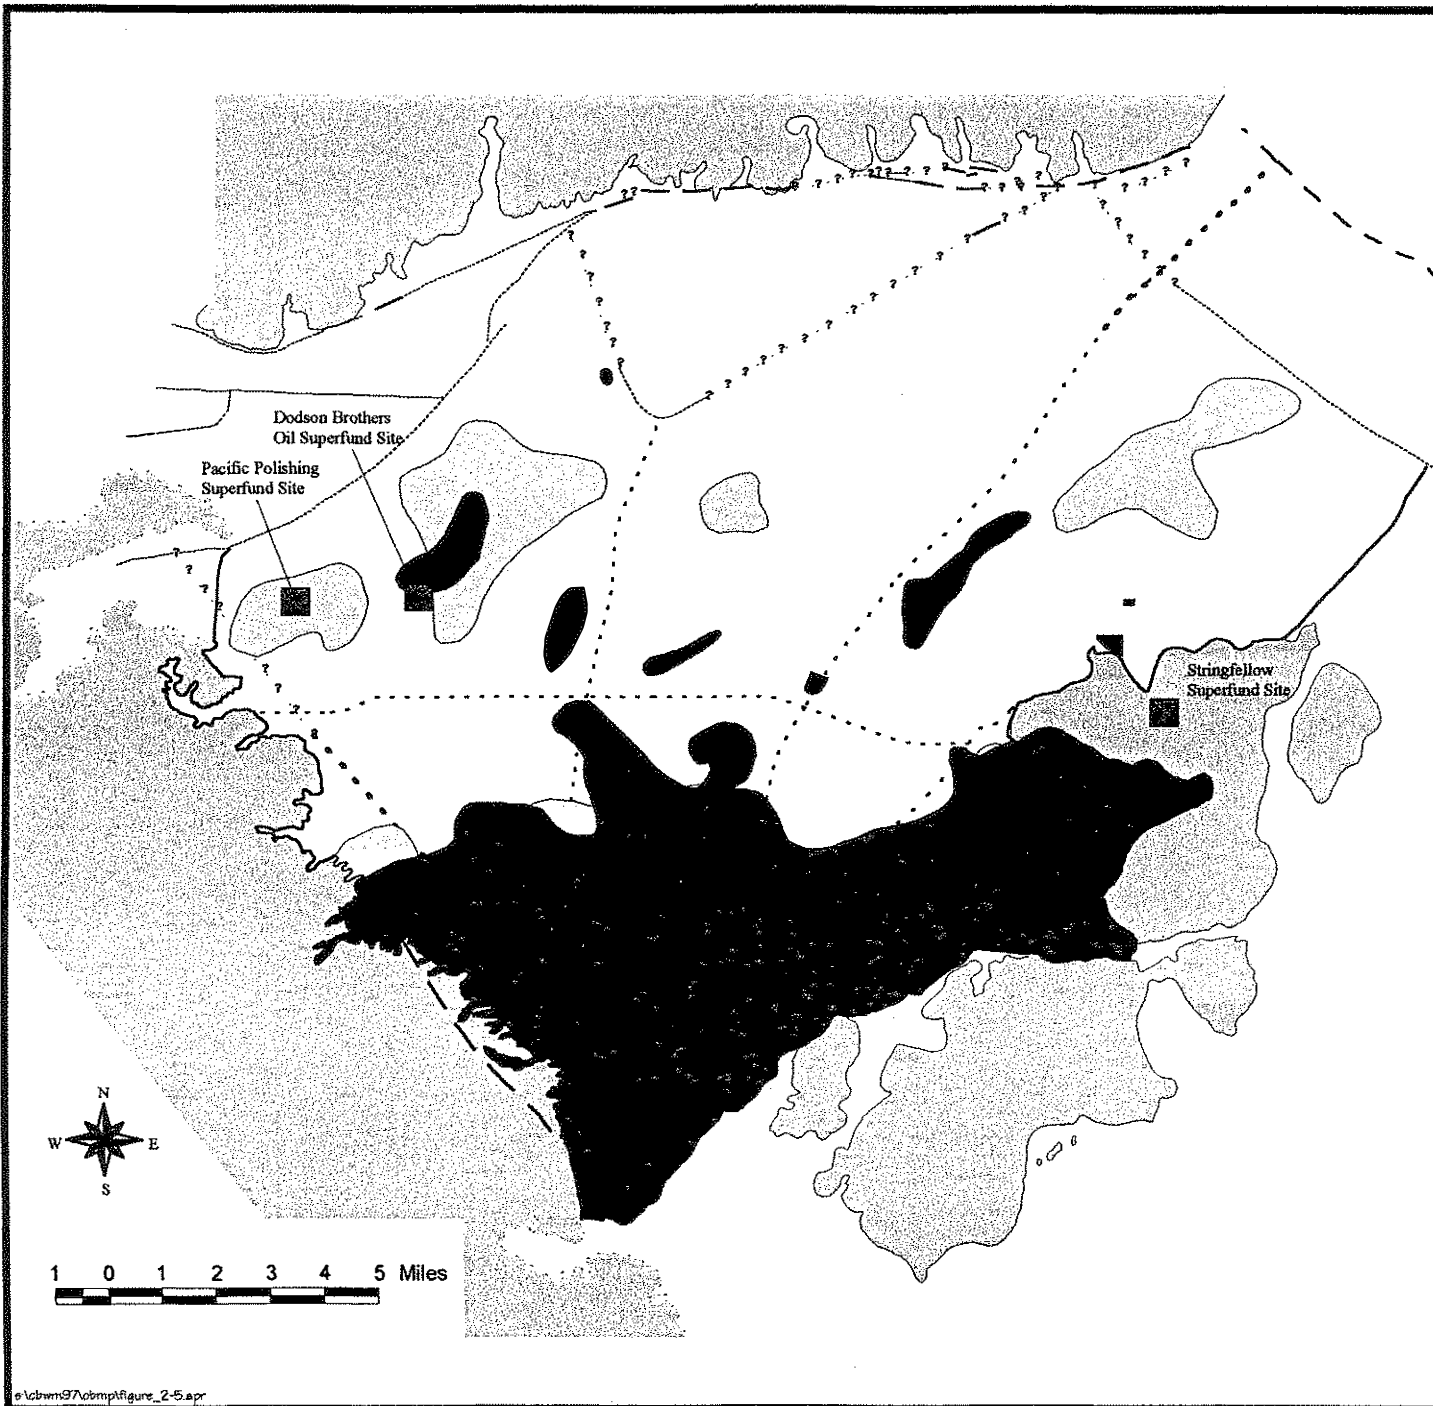 Dodson Brothers
Oil Superfund Site
Pacific Polishing
Superfund Site
Stringfellow
Superfund Site
N
W E
S
1 0 1 2 3 4 5 Miles
s:\cbwm97\obmp\figure_2-5.apr